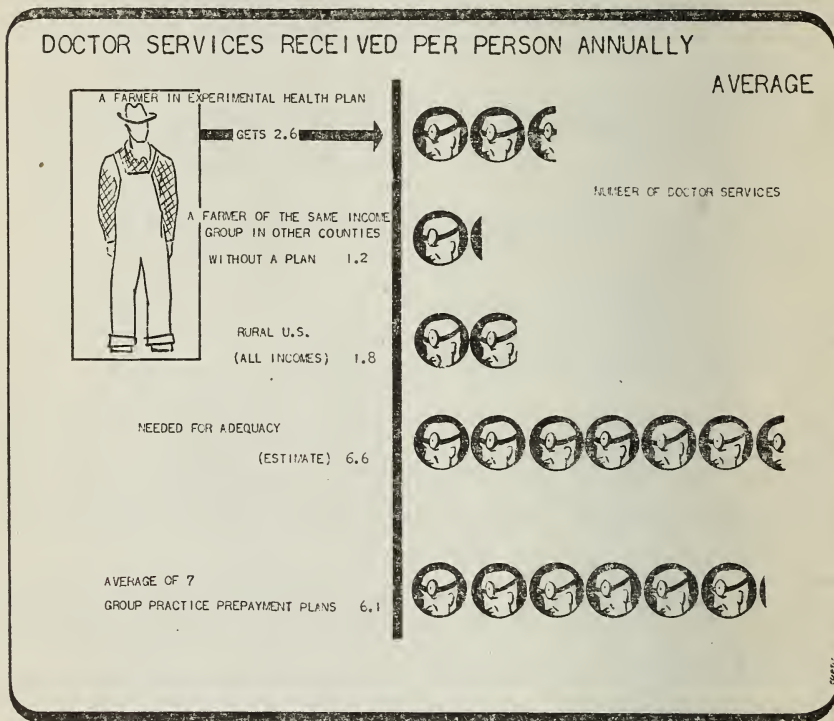 DOCTOR SERVICES RECEIVED PER PERSON ANNUALLY
AVERAGE
A FARMER IN EXPERIMENTAL HEALTH PLAN
GETS 2.6
NUMBER OF DOCTOR SERVICES
A FARMER OF THE SAME INCOME
GROUP IN OTHER COUNTIES
WITHOUT A PLAN 1.2
RURAL U.S.
(ALL INCOMES) 1.8
NEEDED FOR ADEQUACY
(ESTIMATE) 6.6
AVERAGE OF 7
GROUP PRACTICE PREPAYMENT PLANS 6.1